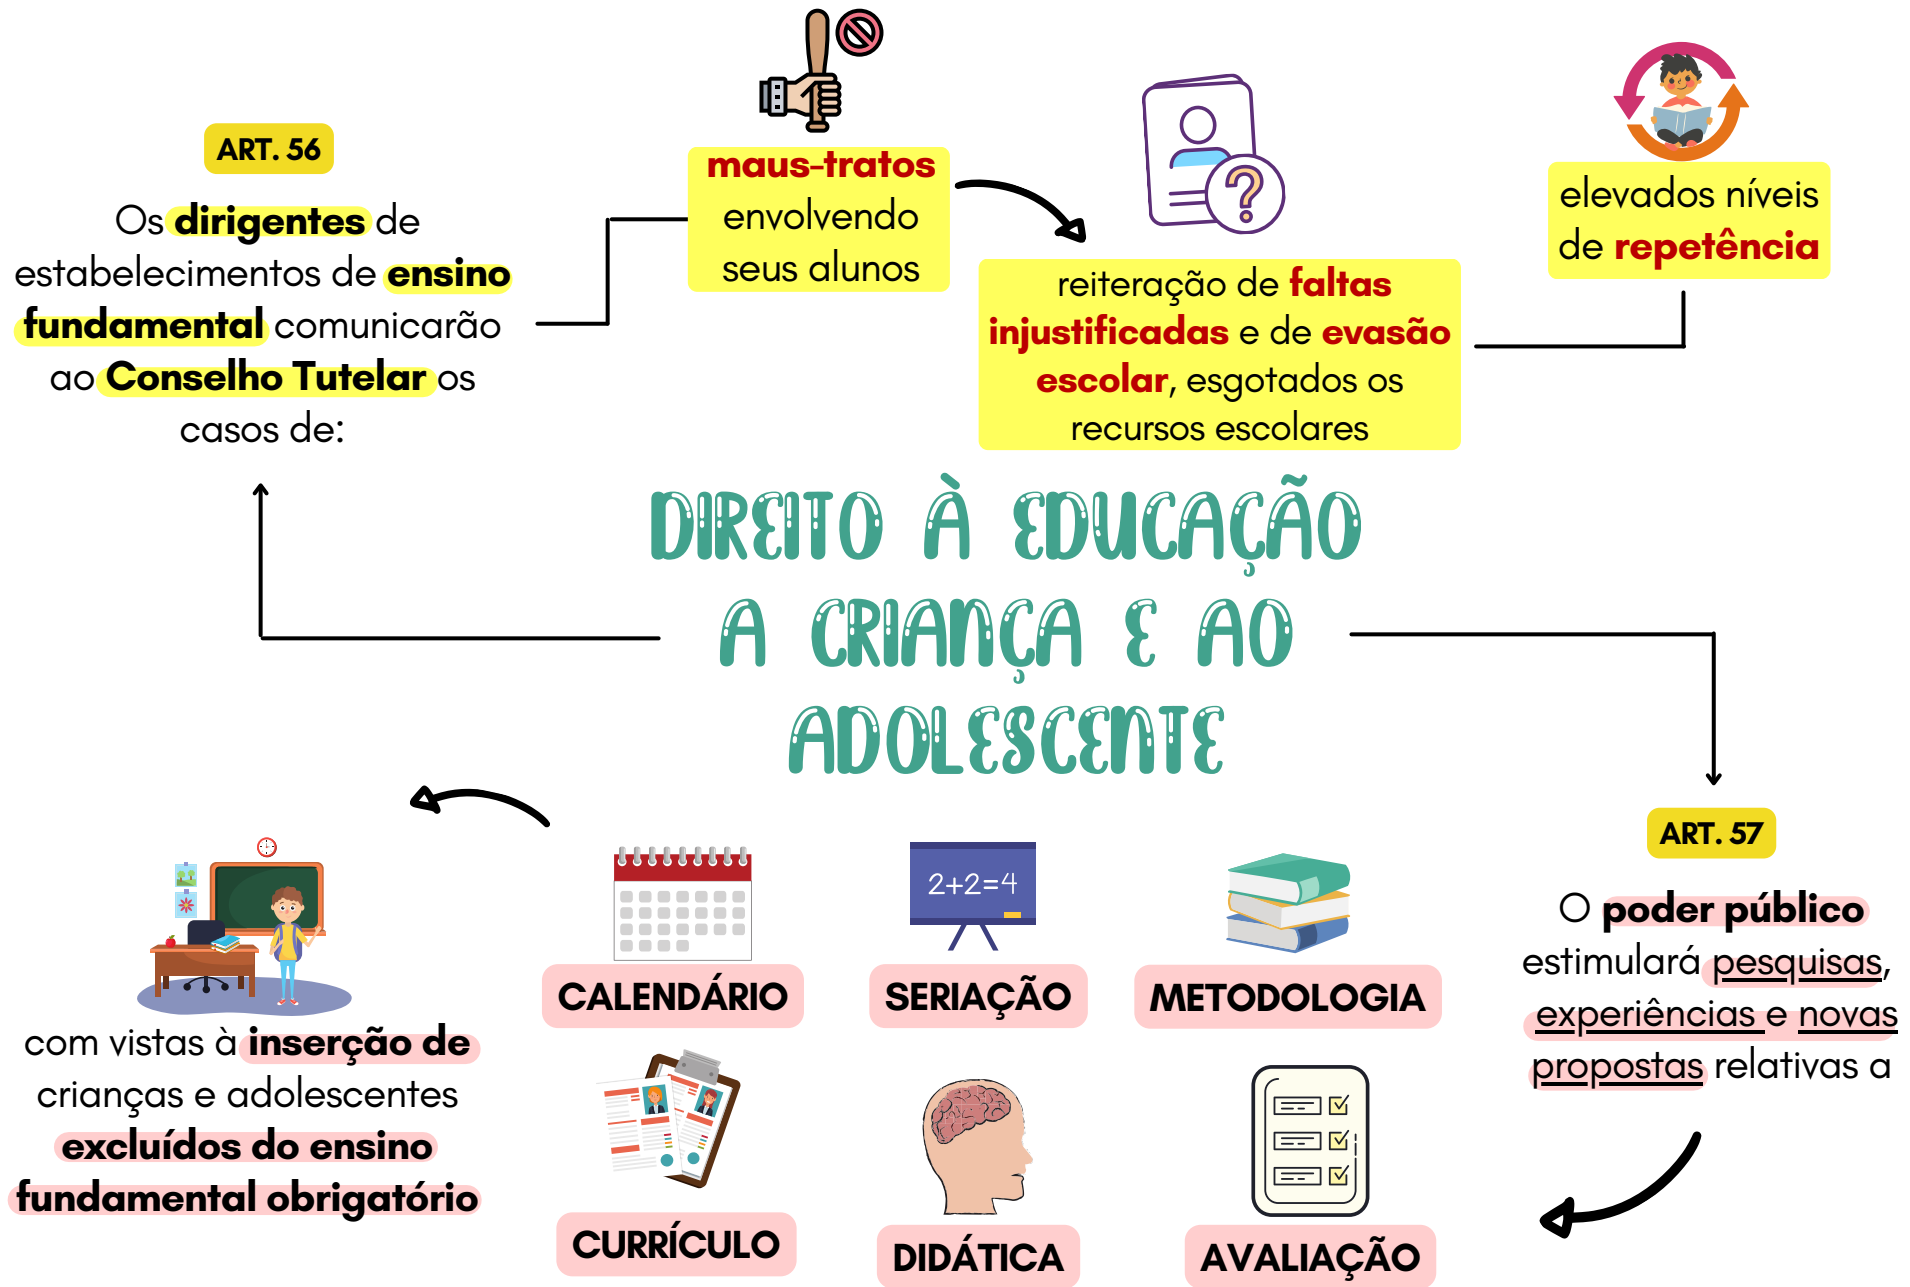 ART. 56
Os dirigentes de
estabelecimentos de ensino
fundamental comunicarão
ao Conselho Tutelar os
casos de:
maus-tratos
envolvendo
seus alunos
reiteração de faltas
injustificadas e de evasão
escolar, esgotados os
recursos escolares
elevados níveis
de repetência
DIREITO À EDUCAÇÃO
A CRIANÇA E AO
ADOLESCENTE
ART. 57
O poder público
estimulará pesquisas,
experiências e novas
propostas relativas a
CALENDÁRIO
2+2=4
SERIAÇÃO
METODOLOGIA
CURRÍCULO
DIDÁTICA
AVALIAÇÃO
com vistas à inserção de
crianças e adolescentes
excluídos do ensino
fundamental obrigatório